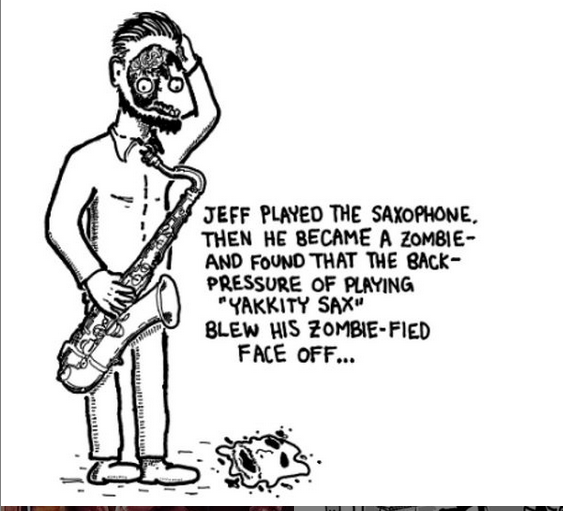 JEFF PLAYED THE SAXOPHONE.
THEN HE BECAME A ZOMBIE-
AND FOUND THAT THE BACK-
PRESSURE OF PLAYING
"YAKKITY SAX"
BLEW HIS ZOMBIE-FIED
FACE OFF...